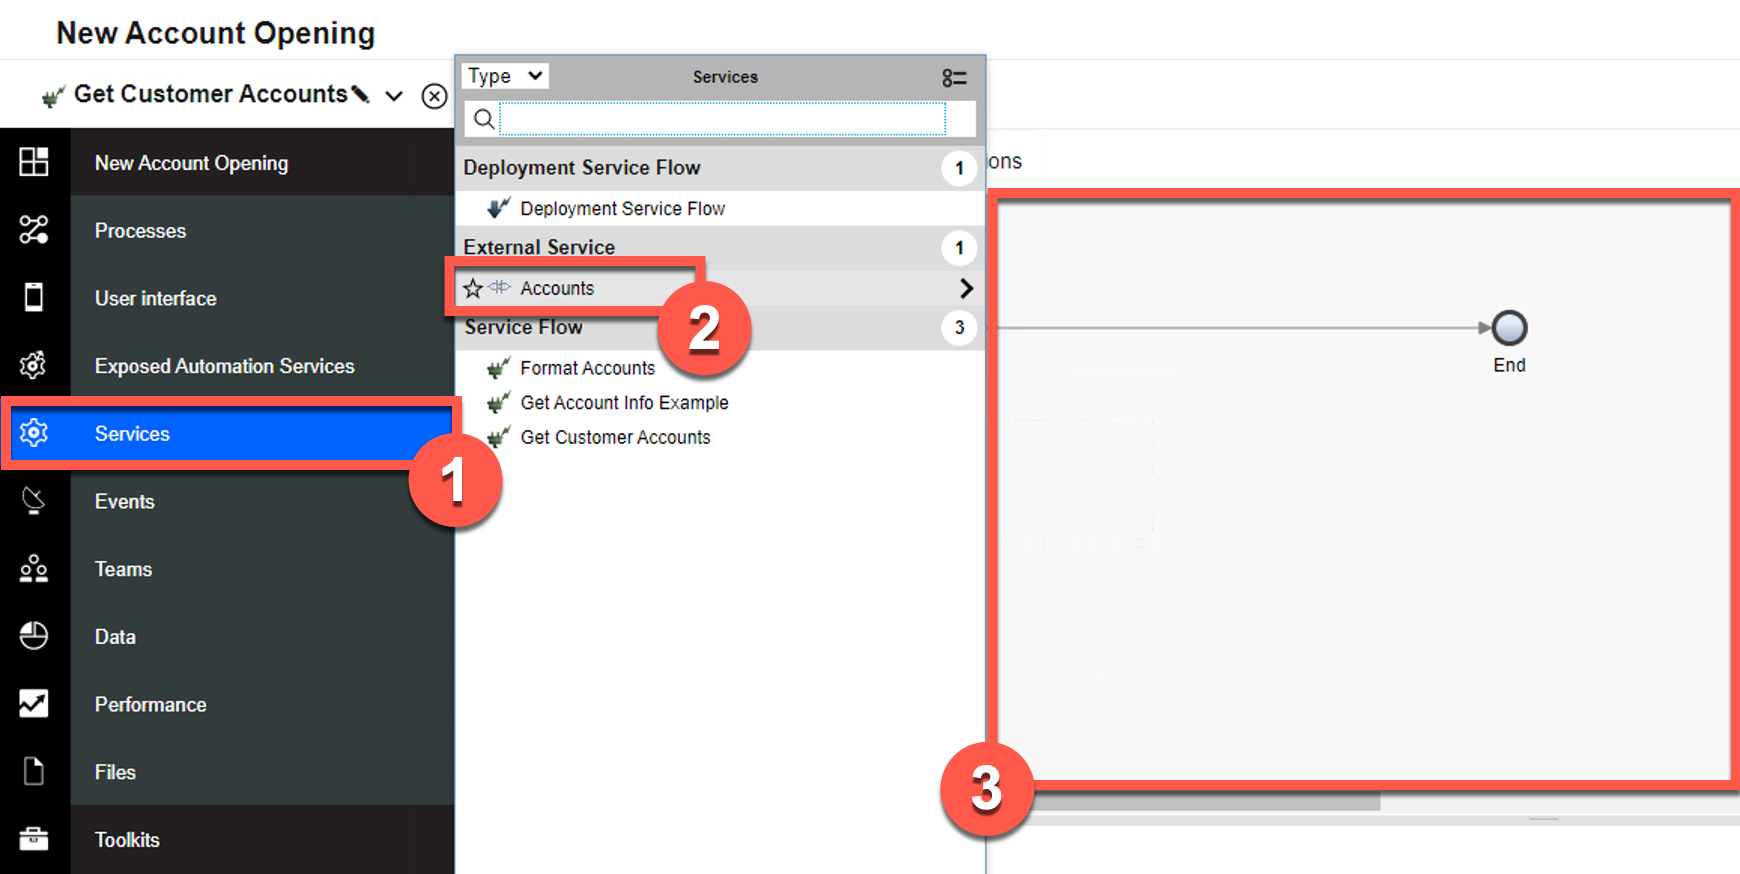 New Account Opening
Get Customer Accounts
Type
Services
New Account Opening
Processes
User interface
Exposed Automation Services
Services
Events
Teams
Data
Performance
Files
Toolkits
Deployment Service Flow 1
Deployment Service Flow
External Service 1
Accounts
Service Flow 3
Format Accounts
Get Account Info Example
Get Customer Accounts
ions
End
1
2
3